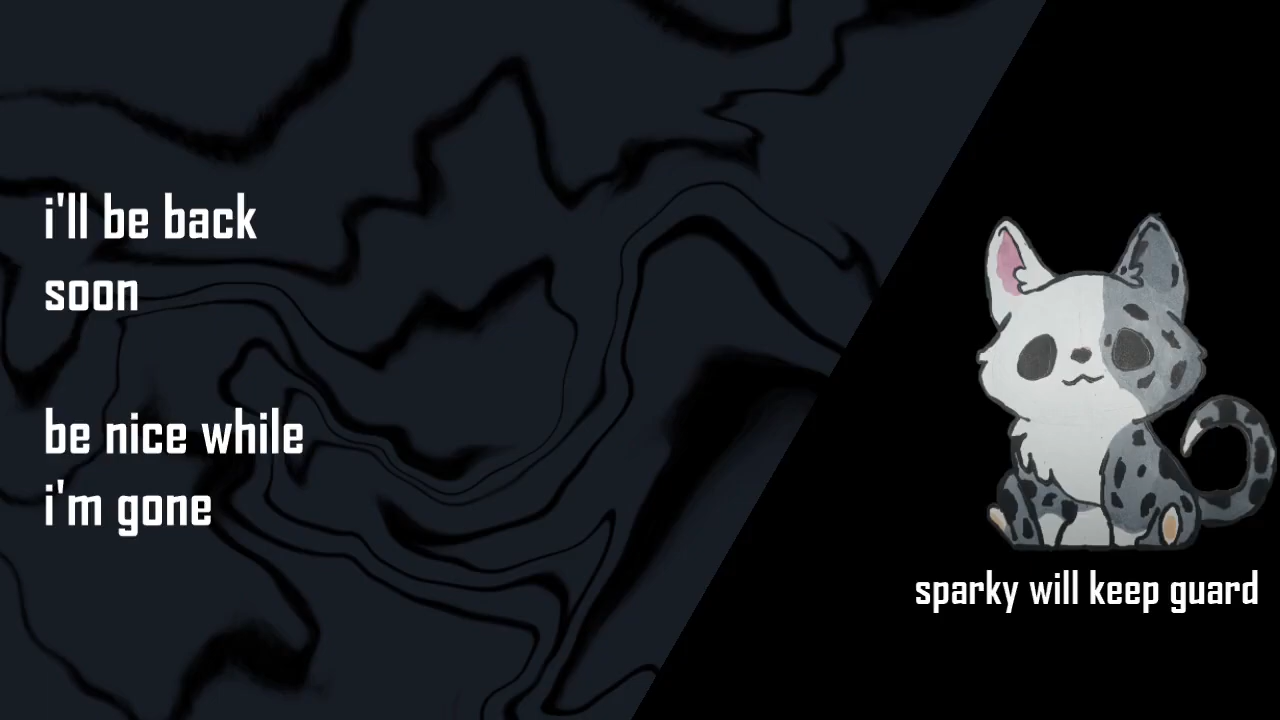 i'll be back
soon
be nice while
i'm gone
sparky will keep guard